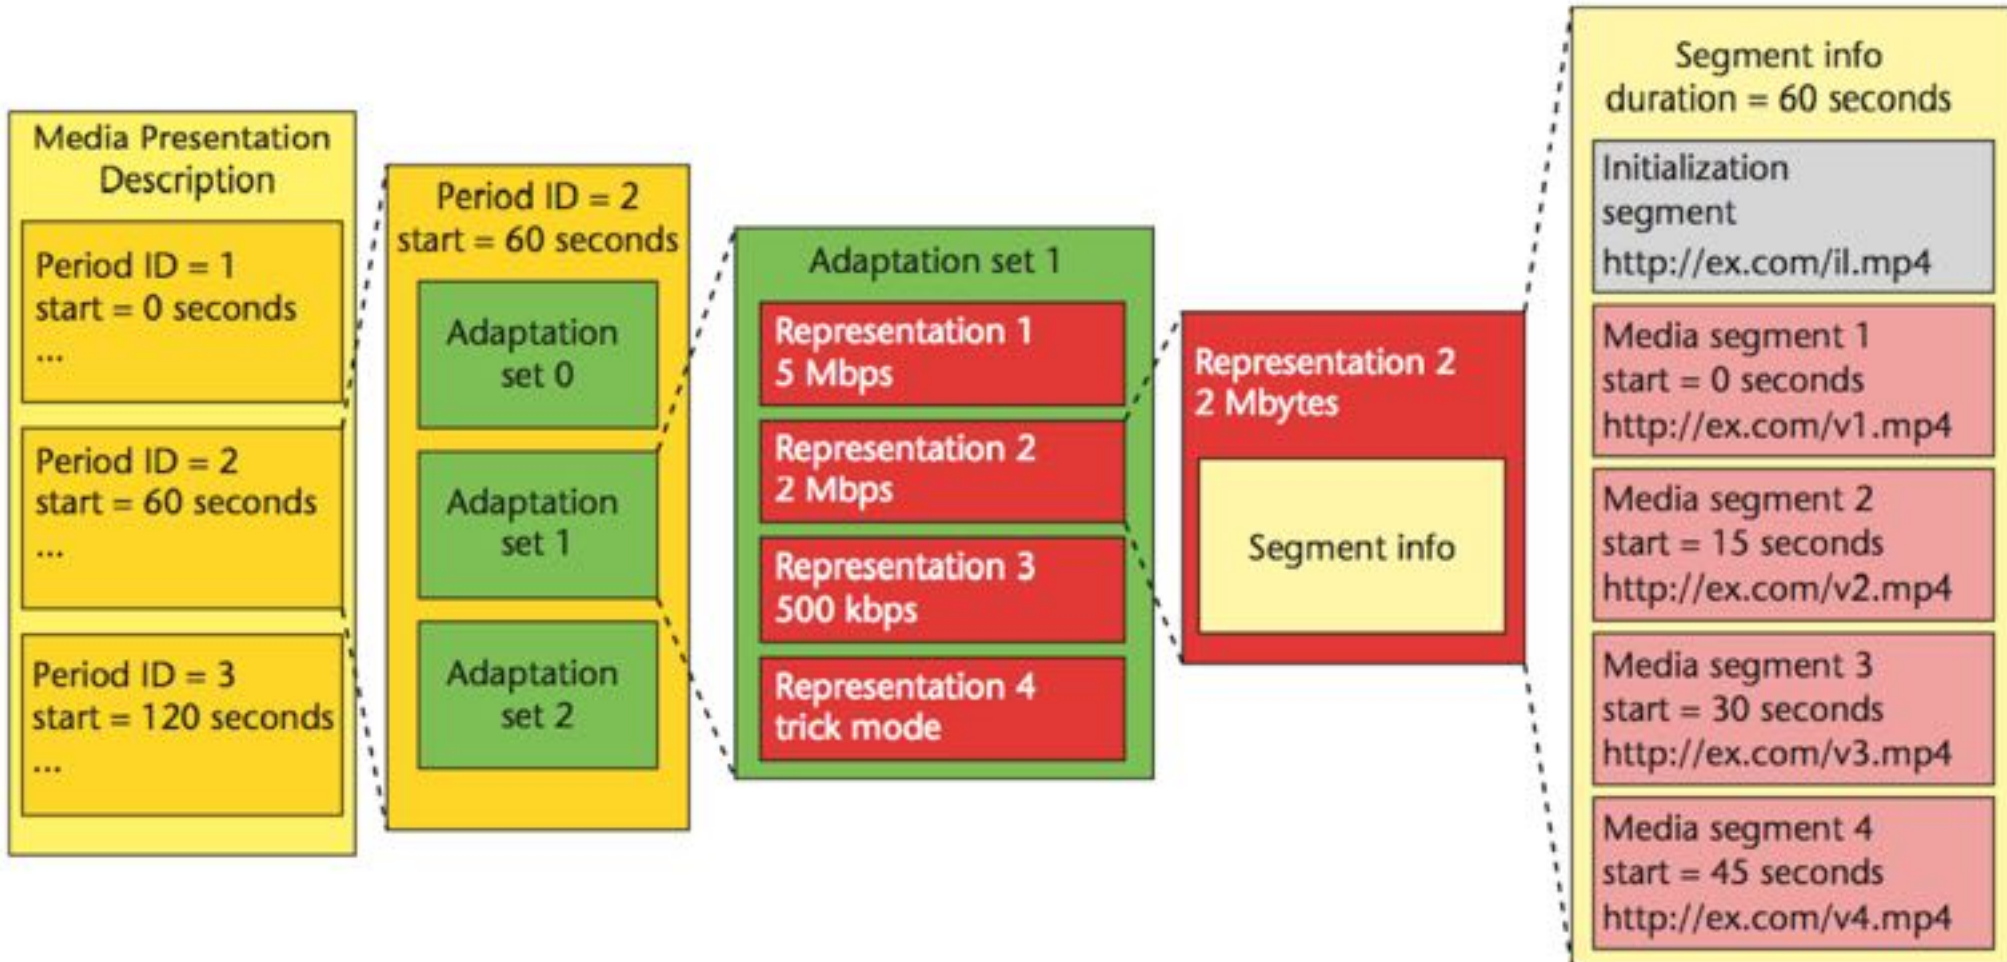 Media Presentation
Description
Period ID = 1
start = 0 seconds
...
Period ID = 2
start = 60 seconds
...
Period ID = 3
start = 120 seconds
...
Period ID = 2
start = 60 seconds
Adaptation
set 0
Adaptation
set 1
Adaptation
set 2
Adaptation set 1
Representation 1
5 Mbps
Representation 2
2 Mbps
Representation 3
500 kbps
Representation 4
trick mode
Representation 2
2 Mbytes
Segment info
Segment info
duration = 60 seconds
Initialization
segment
http://ex.com/il.mp4
Media segment 1
start = 0 seconds
http://ex.com/v1.mp4
Media segment 2
start = 15 seconds
http://ex.com/v2.mp4
Media segment 3
start = 30 seconds
http://ex.com/v3.mp4
Media segment 4
start = 45 seconds
http://ex.com/v4.mp4